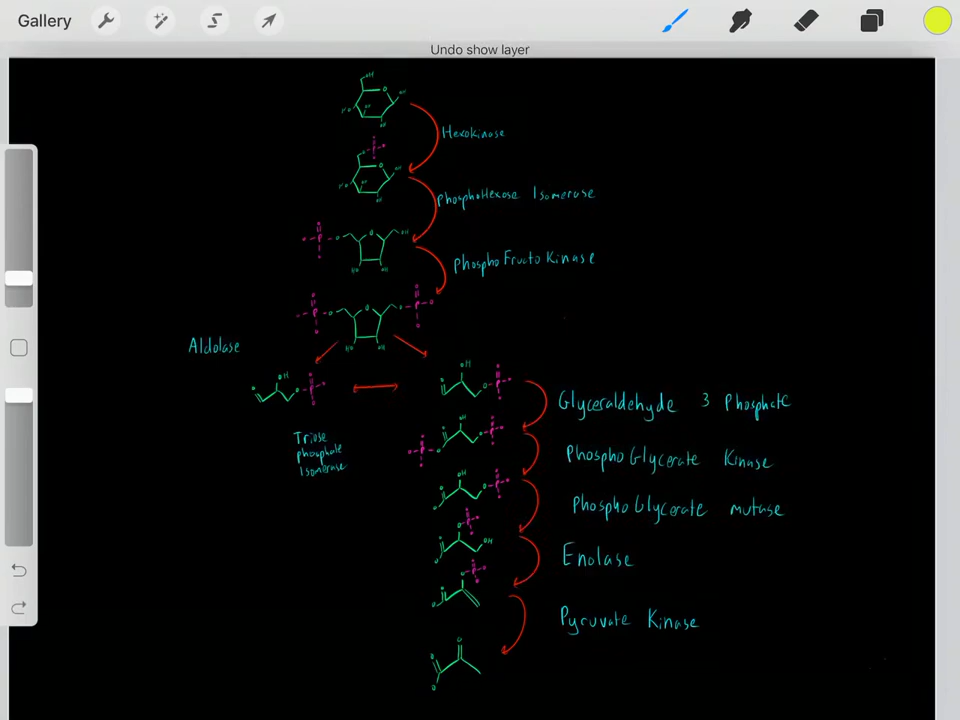 Gallery
Undo show layer
Hexokinase
PhosphoHexose Isomerase
Phospho Fructo Kinase
Aldolase
Glyceraldehyde 3 Phosphate
Triose
phosphate
Isomerase
Phospho Glycerate Kinase
Phospho Glycerate mutase
Enolase
Pyruvate Kinase